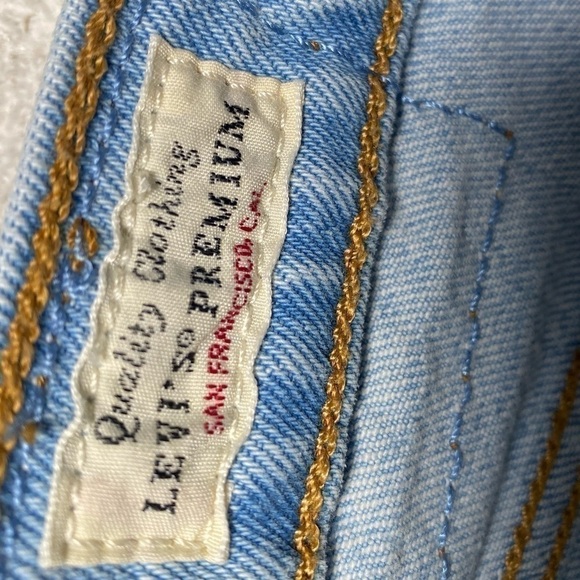 Quality Clothing
LEVI'S® PREMIUM
SAN FRANCISCO, CAL.